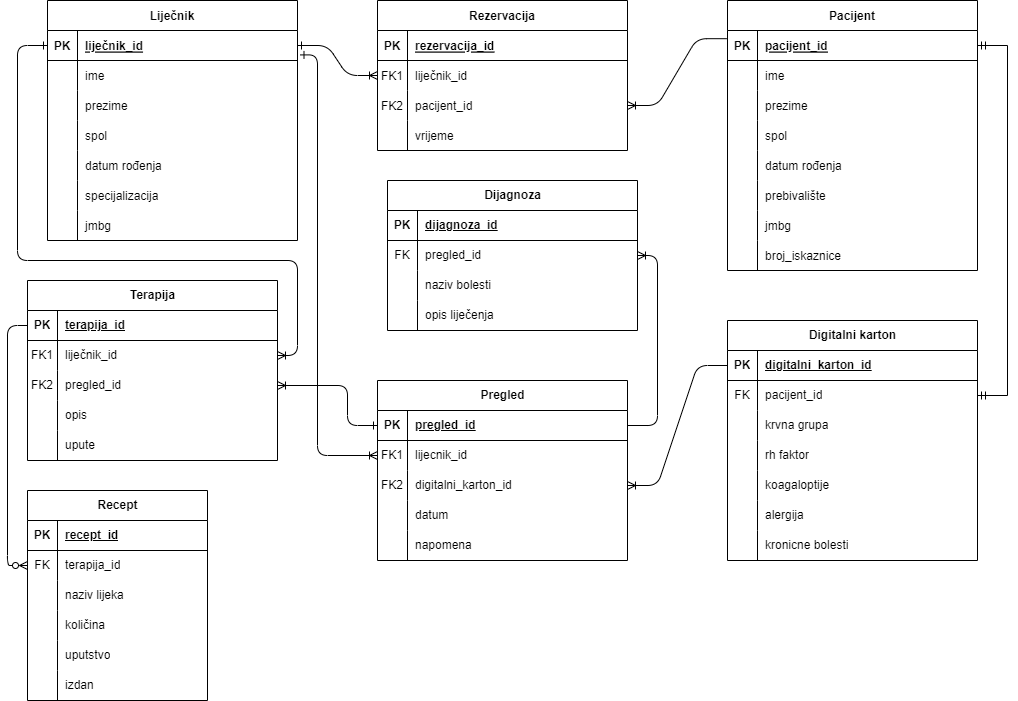 Liječnik
PK liječnik_id
ime
prezime
spol
datum rođenja
specijalizacija
jmbg
Rezervacija
PK rezervacija_id
FK1 liječnik_id
FK2 pacijent_id
vrijeme
Pacijent
PK pacijent_id
ime
prezime
spol
datum rođenja
prebivalište
jmbg
broj_iskaznice
Dijagnoza
PK dijagnoza_id
FK pregled_id
naziv bolesti
opis liječenja
Terapija
PK terapija_id
FK1 liječnik_id
FK2 pregled_id
opis
upute
Pregled
PK pregled_id
FK1 lijecnik_id
FK2 digitalni_karton_id
datum
napomena
Digitalni karton
PK digitalni_karton_id
FK pacijent_id
krvna grupa
rh faktor
koagaloptije
alergija
kronicne bolesti
Recept
PK recept_id
FK terapija_id
naziv lijeka
količina
uputstvo
izdan